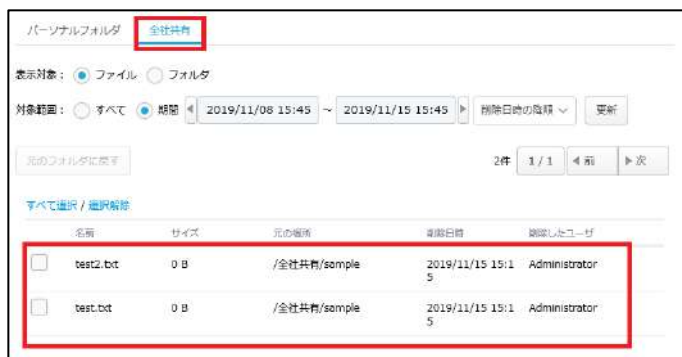 パーソナルフォルダ 全社共有
表示対象： ファイル フォルダ
対象範囲： すべて 期間 2019/11/08 15:45 ~ 2019/11/15 15:45 削除日時の降順 更新
元のフォルダに戻す 2件 1 / 1 前 次
すべて選択 / 選択解除
名前 サイズ 元の場所 削除日時 削除したユーザ
test2.txt 0 B /全社共有/sample 2019/11/15 15:1 Administrator
5
test.txt 0 B /全社共有/sample 2019/11/15 15:1 Administrator
5